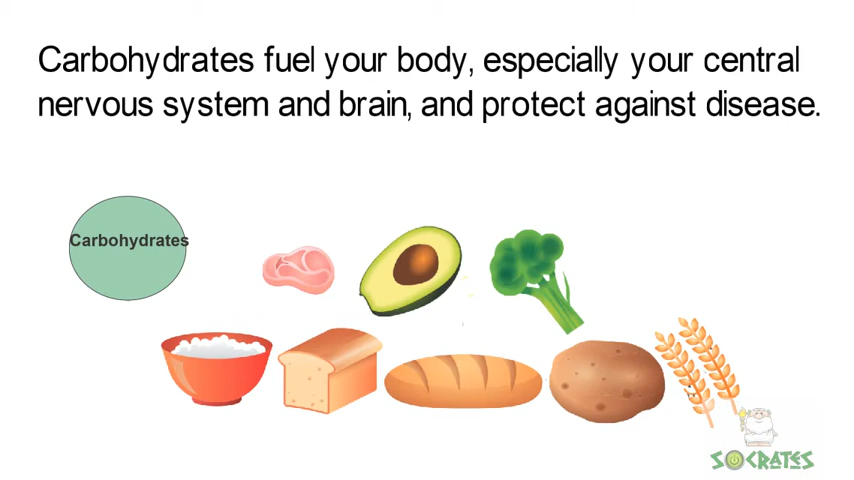 Carbohydrates fuel your body, especially your central
nervous system and brain, and protect against disease.
Carbohydrates
SOCRATES